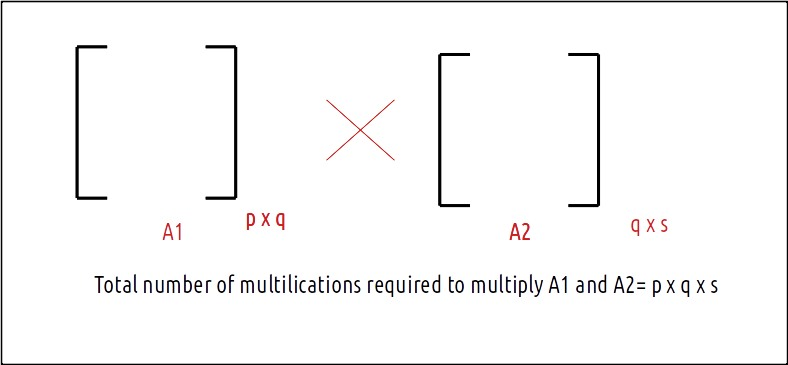 A1
p x q
A2
q x s
Total number of multilications required to multiply A1 and A2= p x q x s